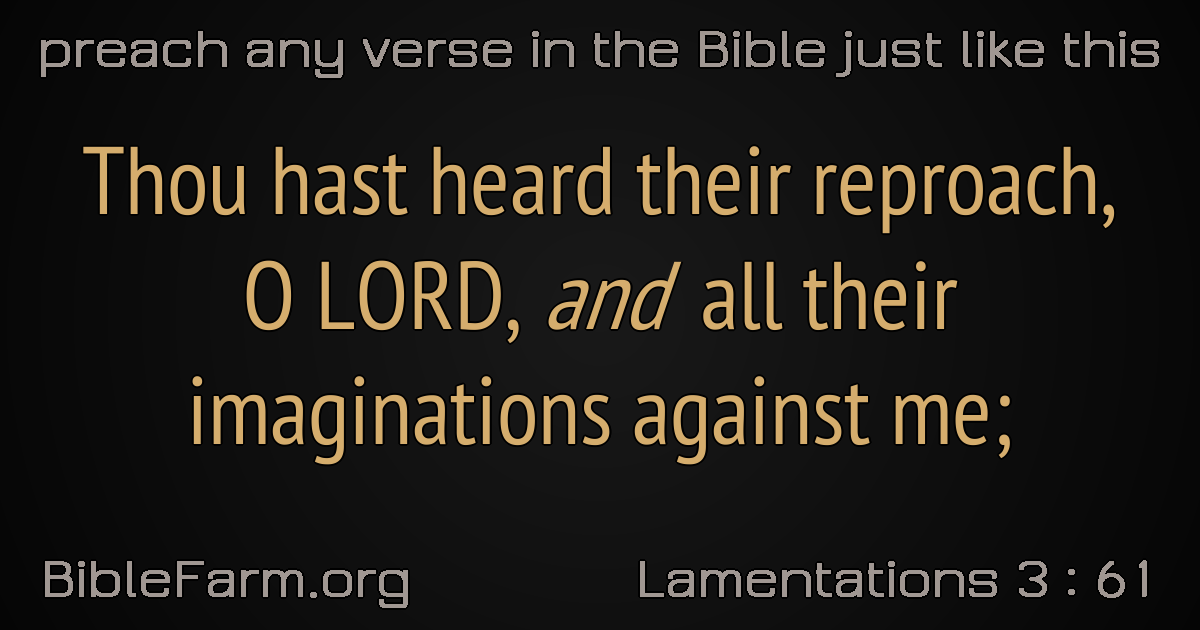 preach any verse in the Bible just like this
Thou hast heard their reproach,
O LORD, and all their
imaginations against me;
BibleFarm.org
Lamentations 3 : 61